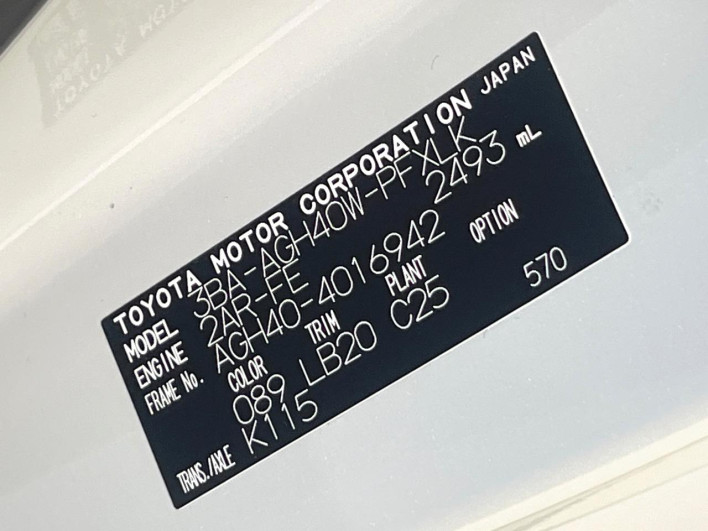 TOYOTA MOTOR CORPORATION JAPAN
MODEL 3BA-AGH40W-PFXLK
ENGINE 2AR-FE 2493 mL
FRAME No. AGH40-4016942
COLOR TRIM PLANT OPTION
089 LB20 C25 570
TRANS./AXLE K115